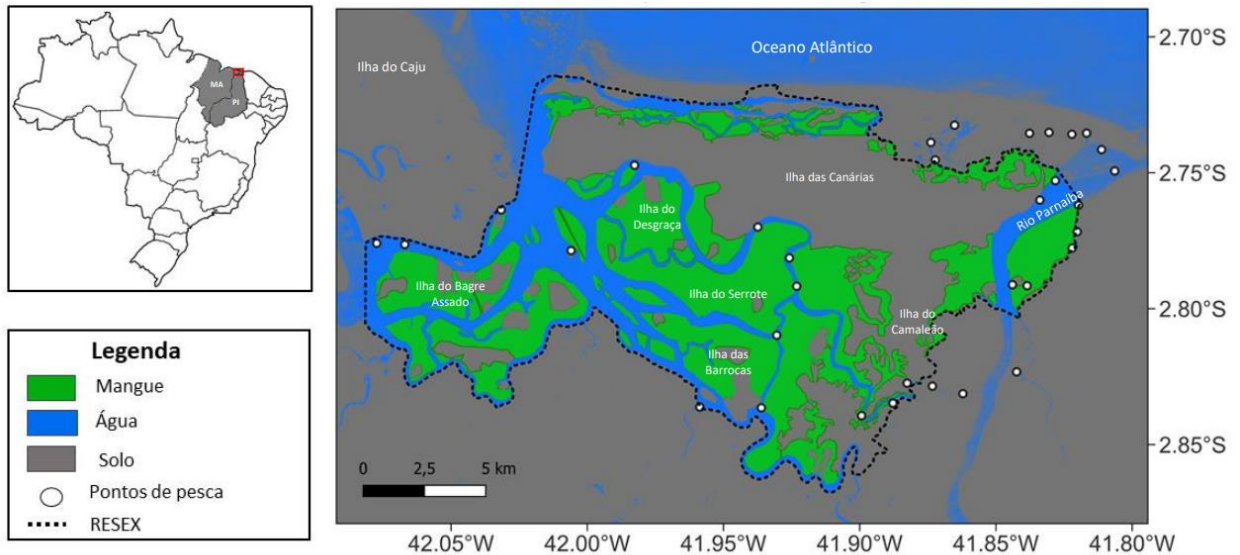 MA
PI
Legenda
Mangue
Água
Solo
Pontos de pesca
RESEX
Oceano Atlântico
Ilha do Caju
Ilha das Canárias
Rio Parnaíba
Ilha do
Desgraça
Ilha do Bagre
Assado
Ilha do Serrote
Ilha do
Camaleão
Ilha das
Barrocas
0 2,5 5 km
2.70°S
2.75°S
2.80°S
2.85°S
42.05°W 42.00°W 41.95°W 41.90°W 41.85°W 41.80°W